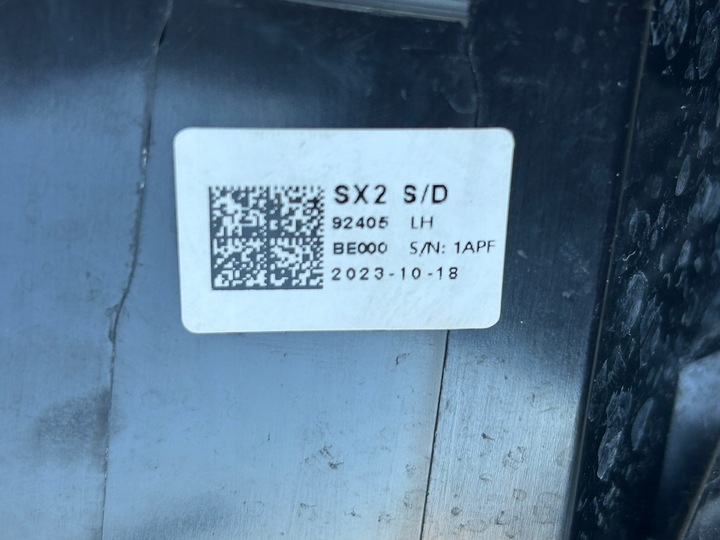 SX2 S/D
92405 LH
BE000 S/N: 1APF
2023-10-18